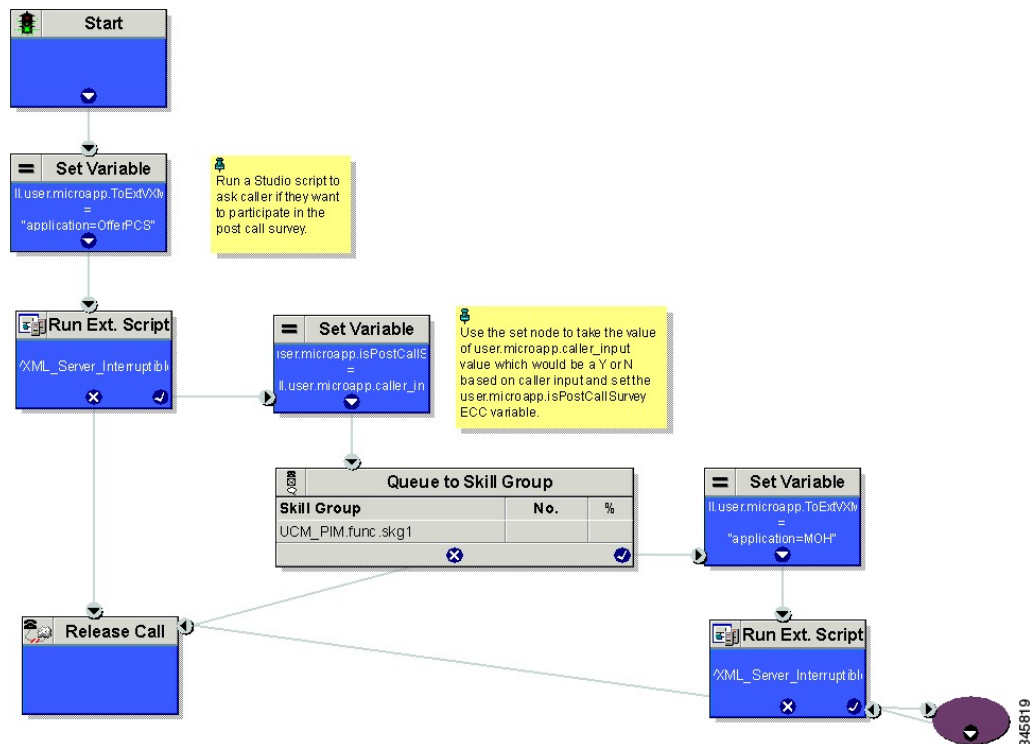 Start
Set Variable
ll.user.microapp.ToExtVXM
=
"application=OfferPCS"
Run a Studio script to
ask caller if they want
to participate in the
post call survey.
Run Ext. Script
/XML_Server_Interruptible
Set Variable
user.microapp.isPostCallS
=
ll.user.microapp.caller_in
Use the set node to take the value
of user.microapp.caller_input
value which would be a Y or N
based on caller input and set the
user.microapp.isPostCallSurvey
ECC variable.
Queue to Skill Group
Skill Group No. %
UCM_PIM.func.skg1
Set Variable
ll.user.microapp.ToExtVXM
=
"application=MOH"
Release Call
Run Ext. Script
/XML_Server_Interruptible
345819